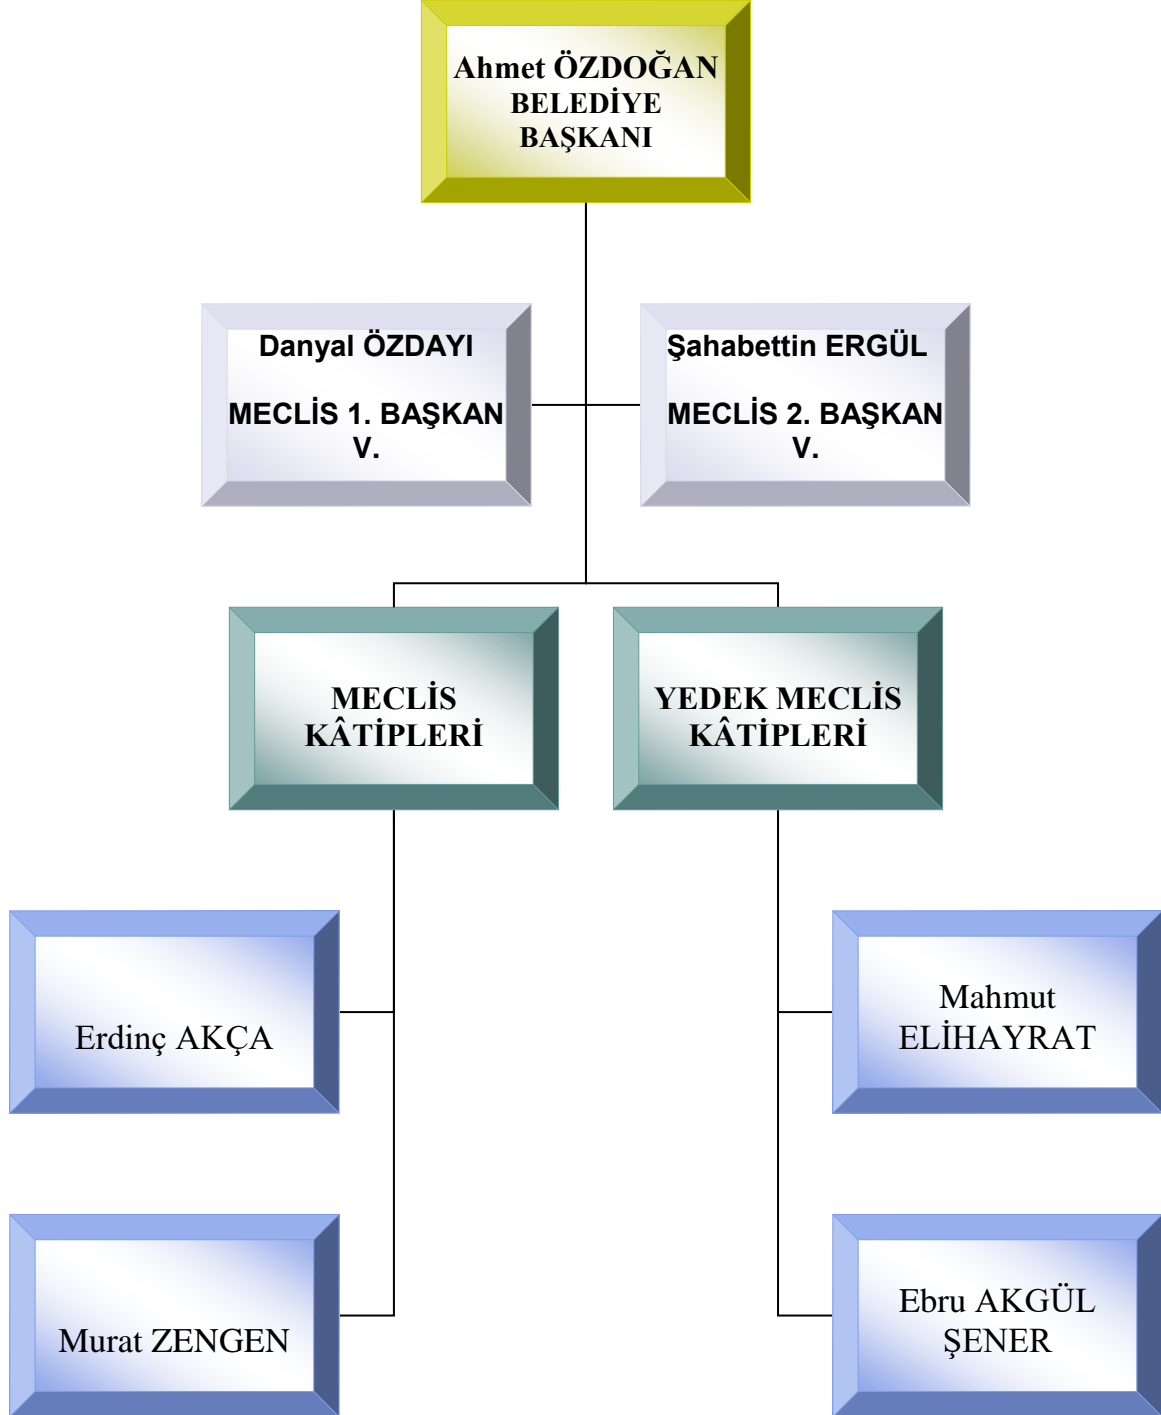 Ahmet ÖZDOĞAN
BELEDİYE
BAŞKANI
Danyal ÖZDAYI
MECLİS 1. BAŞKAN
V.
Şahabettin ERGÜL
MECLİS 2. BAŞKAN
V.
MECLİS
KÂTİPLERİ
YEDEK MECLİS
KÂTİPLERİ
Erdinç AKÇA
Mahmut
ELİHAYRAT
Murat ZENGEN
Ebru AKGÜL
ŞENER